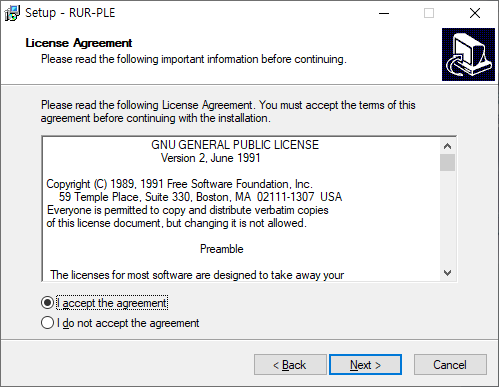 Setup - RUR-PLE
License Agreement
Please read the following important information before continuing.
Please read the following License Agreement. You must accept the terms of this
agreement before continuing with the installation.
GNU GENERAL PUBLIC LICENSE
Version 2, June 1991
Copyright (C) 1989, 1991 Free Software Foundation, Inc.
59 Temple Place, Suite 330, Boston, MA  02111-1307  USA
Everyone is permitted to copy and distribute verbatim copies
of this license document, but changing it is not allowed.
Preamble
The licenses for most software are designed to take away your
I accept the agreement
I do not accept the agreement
< Back
Next >
Cancel